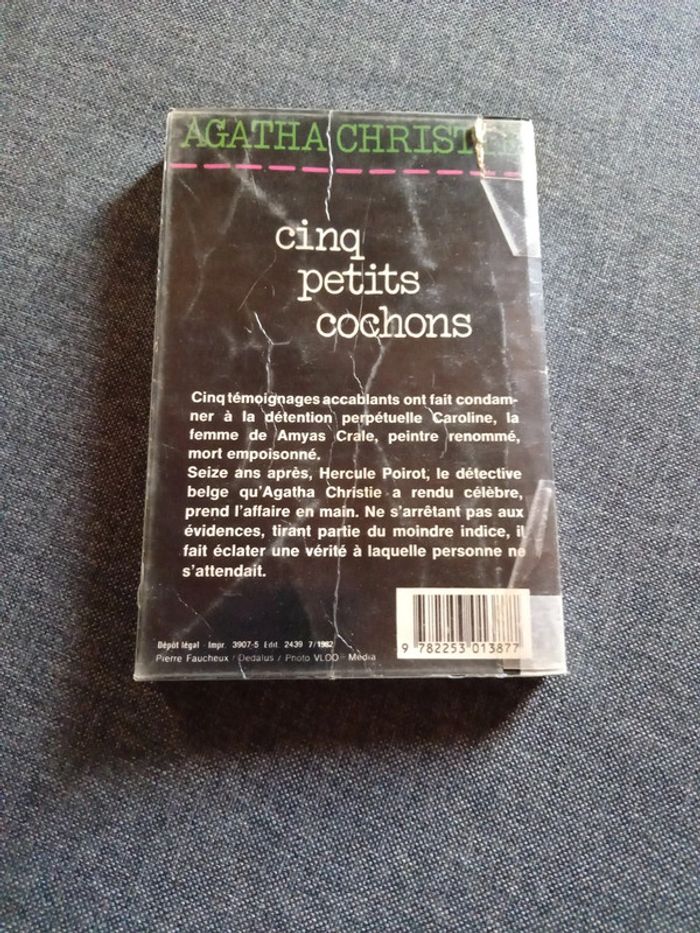 AGATHA CHRISTIE
cinq
petits
cochons
Cinq témoignages accablants ont fait condam-
ner à la détention perpétuelle Caroline, la
femme de Amyas Crale, peintre renommé,
mort empoisonné.
Seize ans après, Hercule Poirot, le détective
belge qu'Agatha Christie a rendu célèbre,
prend l'affaire en main. Ne s'arrêtant pas aux
évidences, tirant partie du moindre indice, il
fait éclater une vérité à laquelle personne ne
s'attendait.
Dépôt légal - Impr. 3907-5 Edit. 2439 7/1982
Pierre Faucheux / Dedalus / Photo VLOO - Média
9 782253 013877